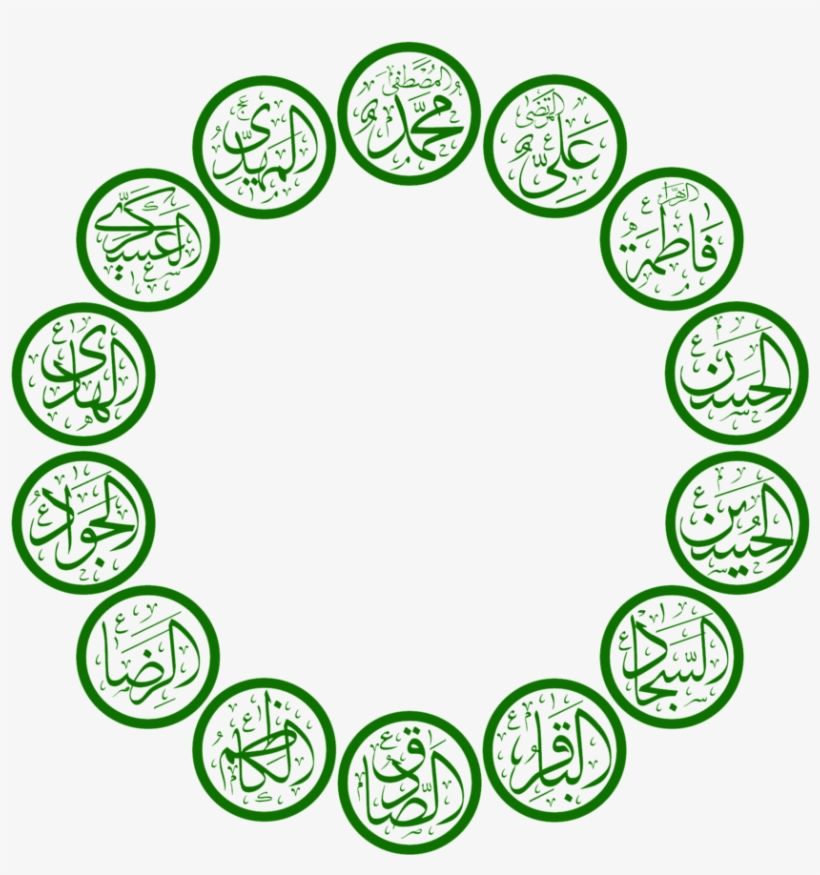 محمد المصطفى
علي المرتضى
فاطمة الزهراء
الحسن
الحسين
السجاد
الباقر
الصادق
الكاظم
الرضا
الجواد
الهادي
العسكري
المهدي